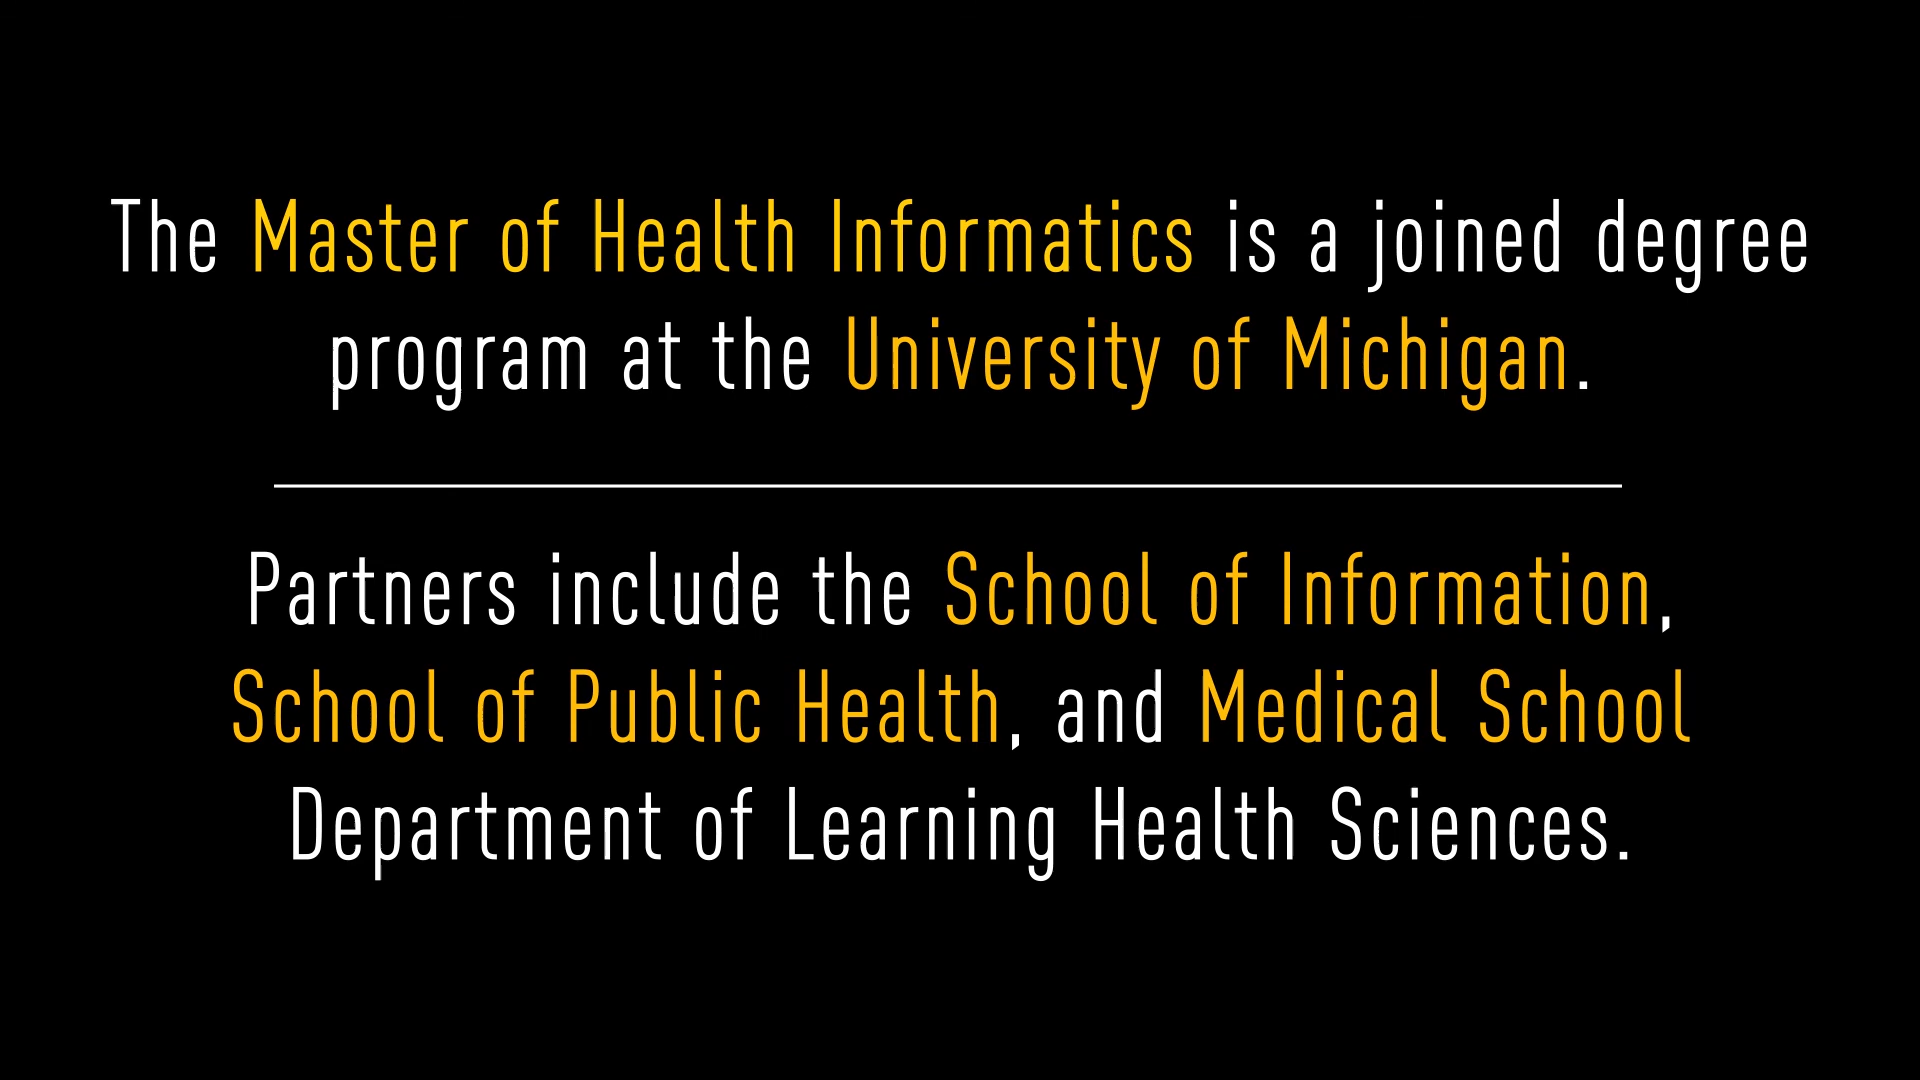 The Master of Health Informatics is a joined degree
program at the University of Michigan.
Partners include the School of Information,
School of Public Health, and Medical School
Department of Learning Health Sciences.